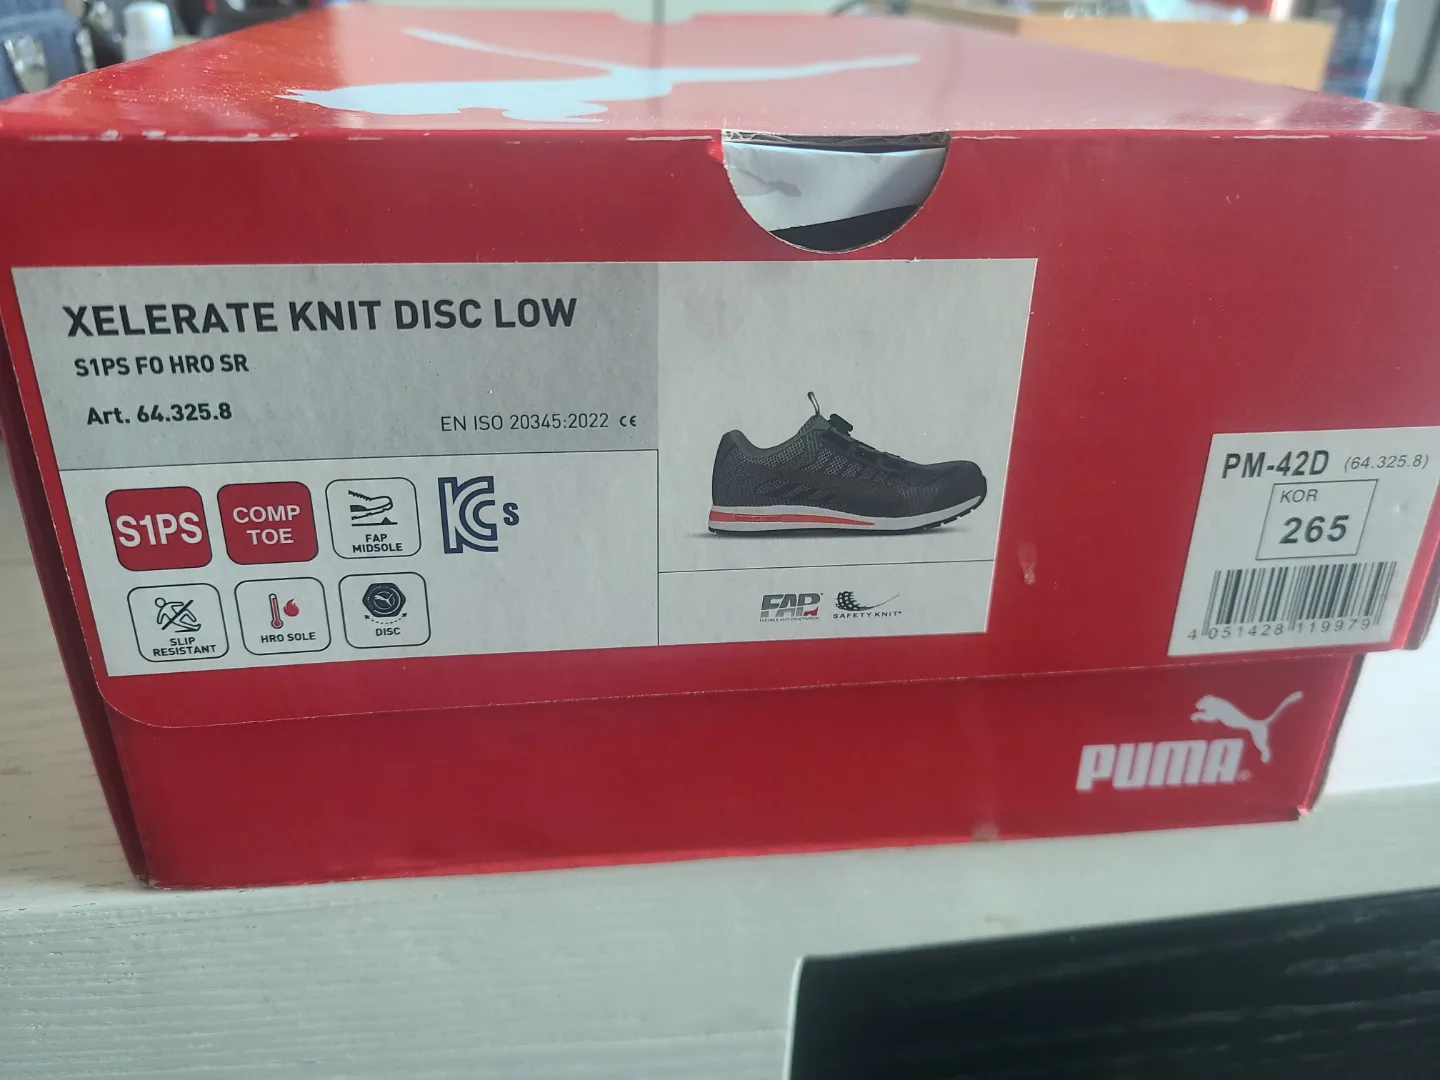 XELERATE KNIT DISC LOW
S1PS FO HRO SR
Art. 64.325.8
EN ISO 20345:2022 CE
S1PS
COMP
TOE
FAP
MIDSOLE
KC s
SLIP
RESISTANT
HRO SOLE
DISC
FAP
SAFETY KNIT®
PM-42D (64.325.8)
KOR
265
4 051428 119979
PUMA®